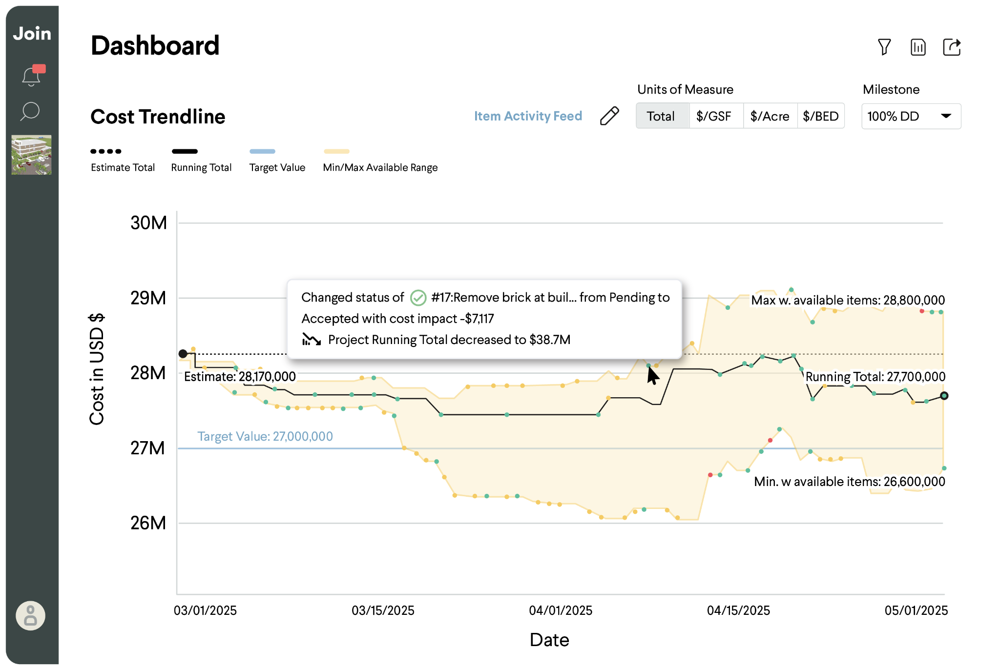 Join
Dashboard
Units of Measure
Milestone
Cost Trendline
Item Activity Feed
Total
$/GSF
$/Acre
$/BED
100% DD
Estimate Total
Running Total
Target Value
Min/Max Available Range
30M
29M
28M
27M
26M
Cost in USD $
Changed status of #17:Remove brick at buil... from Pending to
Accepted with cost impact -$7,117
Project Running Total decreased to $38.7M
Max w. available items: 28,800,000
Estimate: 28,170,000
Running Total: 27,700,000
Target Value: 27,000,000
Min. w available items: 26,600,000
03/01/2025
03/15/2025
04/01/2025
04/15/2025
05/01/2025
Date